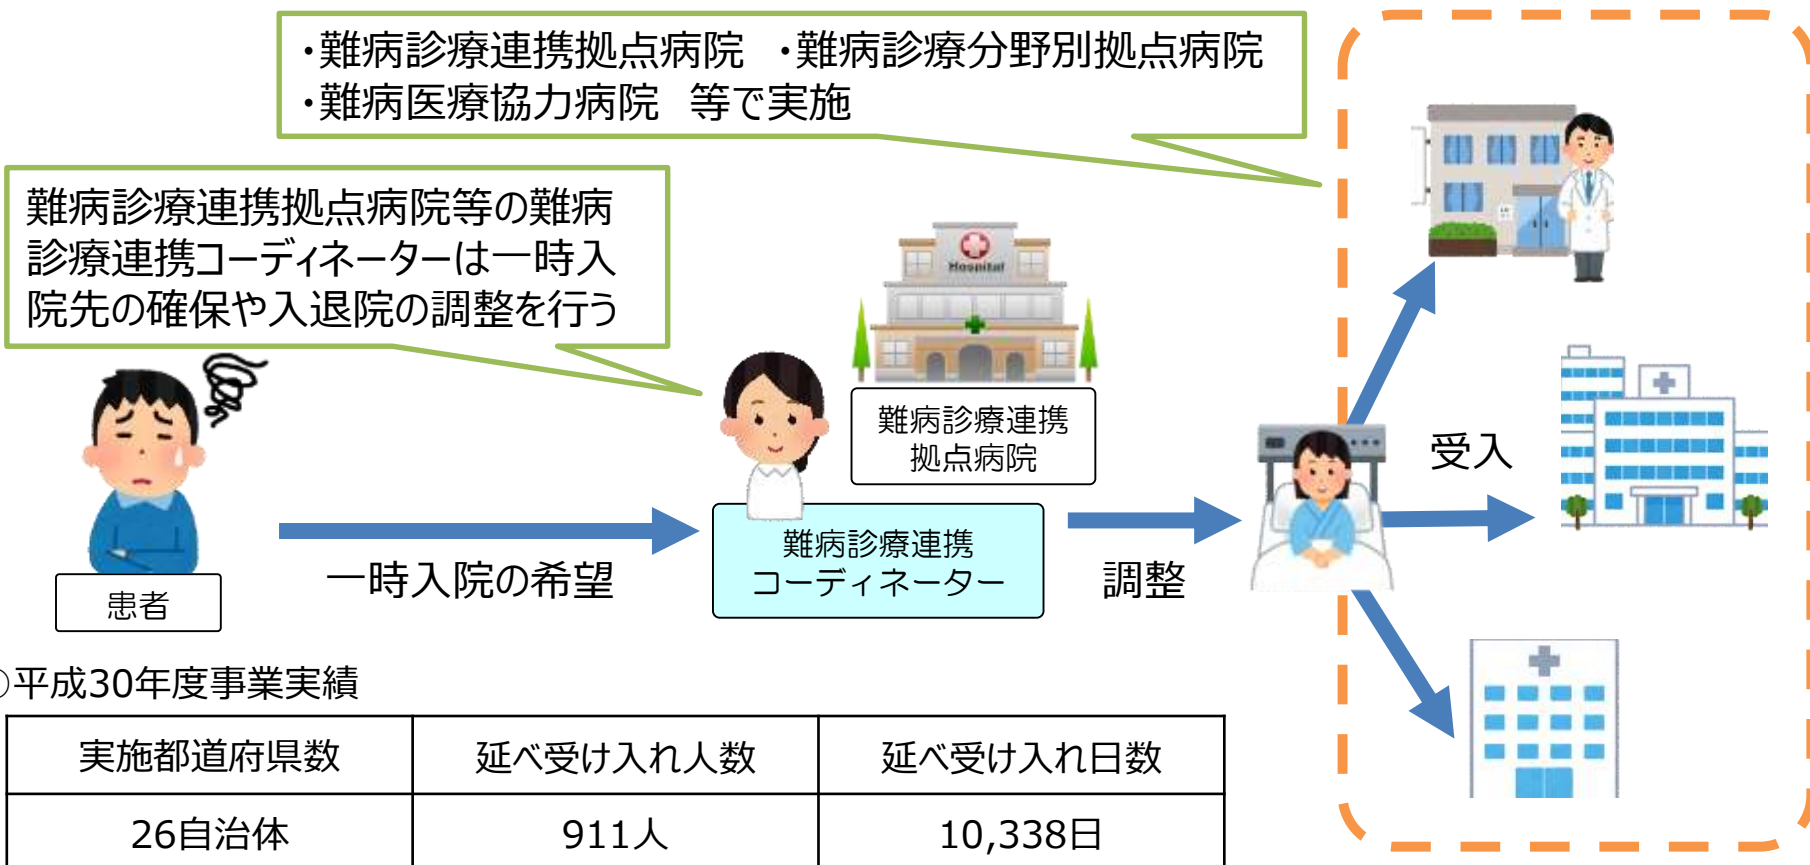 ・難病診療連携拠点病院　・難病診療分野別拠点病院
・難病医療協力病院　等で実施
難病診療連携拠点病院等の難病
診療連携コーディネーターは一時入
院先の確保や入退院の調整を行う
Hospital
難病診療連携
拠点病院
患者
一時入院の希望
難病診療連携
コーディネーター
調整
受入
○平成30年度事業実績
実施都道府県数
延べ受け入れ人数
延べ受け入れ日数
26自治体
911人
10,338日